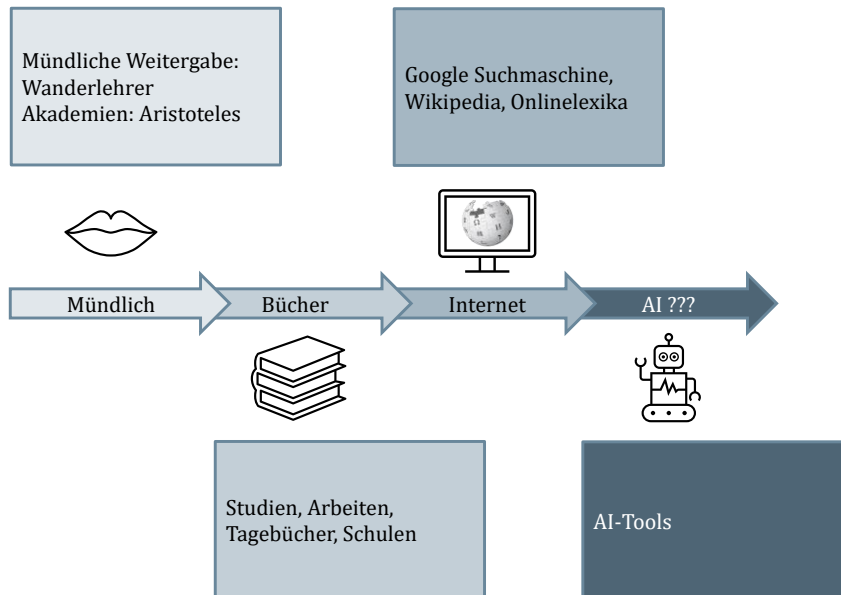 Mündliche Weitergabe:
Wanderlehrer
Akademien: Aristoteles
Google Suchmaschine,
Wikipedia, Onlinelexika
Mündlich
Bücher
Internet
AI ???
Studien, Arbeiten,
Tagebücher, Schulen
AI-Tools